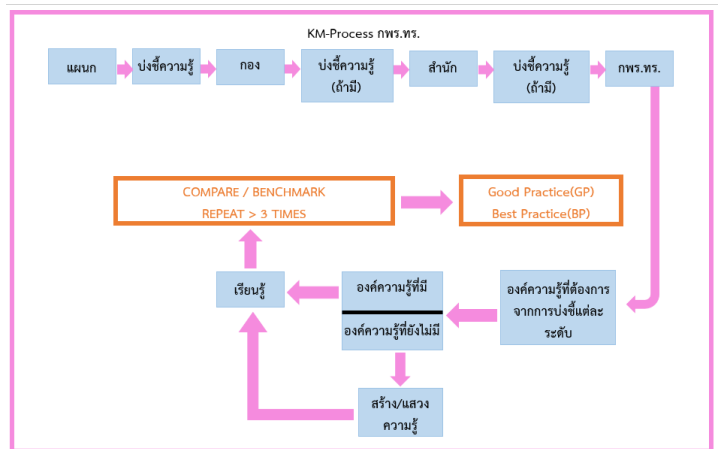 KM-Process กพร.ทร.
แผนก
บ่งชี้ความรู้
กอง
บ่งชี้ความรู้
(ถ้ามี)
สำนัก
บ่งชี้ความรู้
(ถ้ามี)
กพร.ทร.
COMPARE / BENCHMARK
REPEAT > 3 TIMES
Good Practice(GP)
Best Practice(BP)
เรียนรู้
องค์ความรู้ที่มี
องค์ความรู้ที่ยังไม่มี
องค์ความรู้ที่ต้องการ
จากการบ่งชี้แต่ละ
ระดับ
สร้าง/แสวง
ความรู้